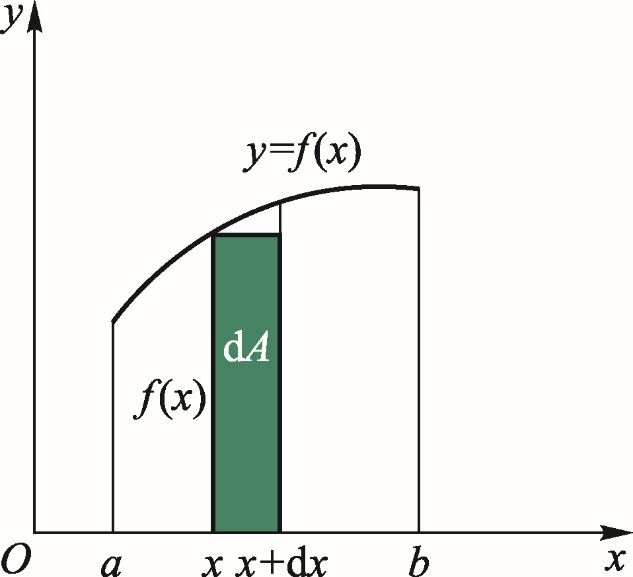 y
y=f(x)
dA
f(x)
O a x x+dx b x